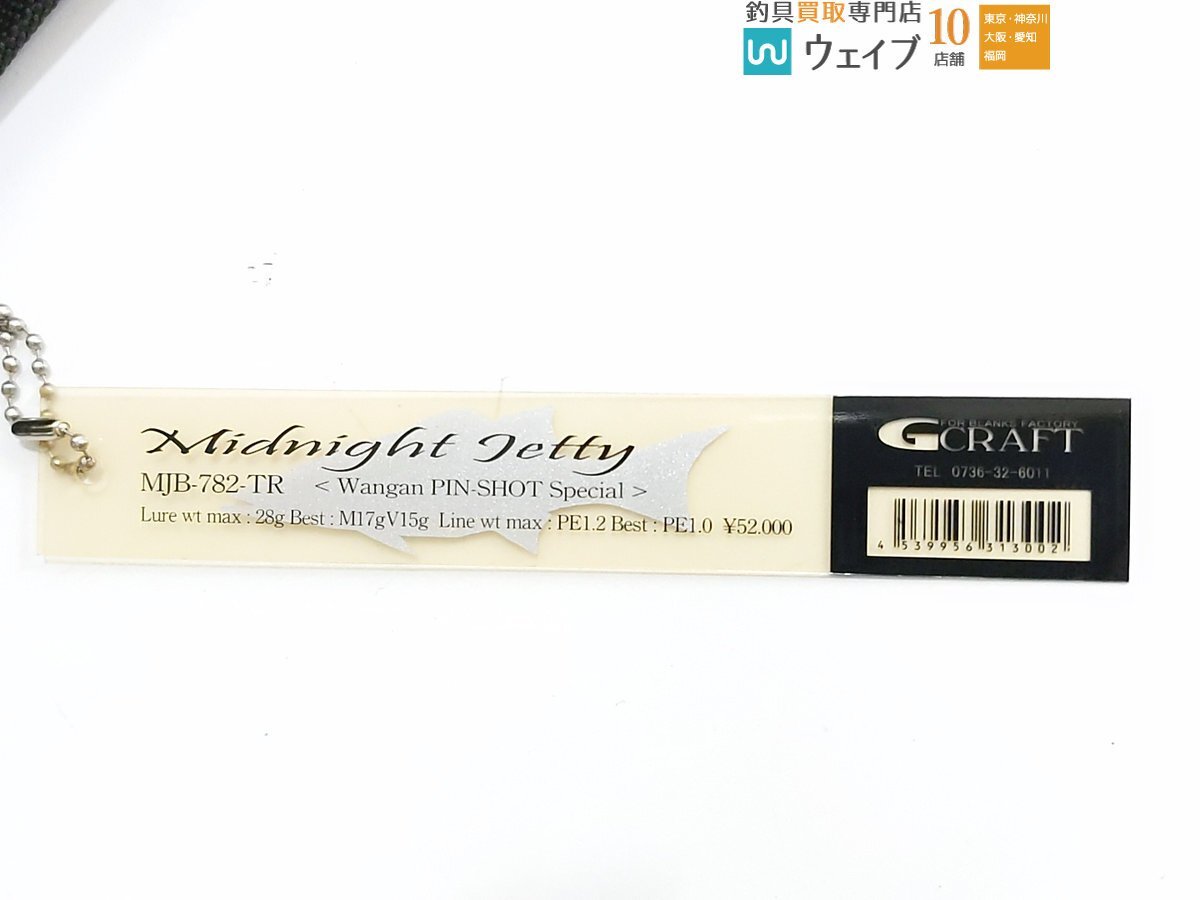 釣具買取専門店
ウェイブ
10
店舗
東京・神奈川
大阪・愛知
福岡
Midnight Jetty
MJB-782-TR < Wangan PIN-SHOT Special >
Lure wt max : 28g Best : M17gV15g Line wt max : PE1.2 Best : PE1.0 ¥52.000
FOR BLANKS FACTORY
GCRAFT
TEL 0736-32-6011
4 539956 313002